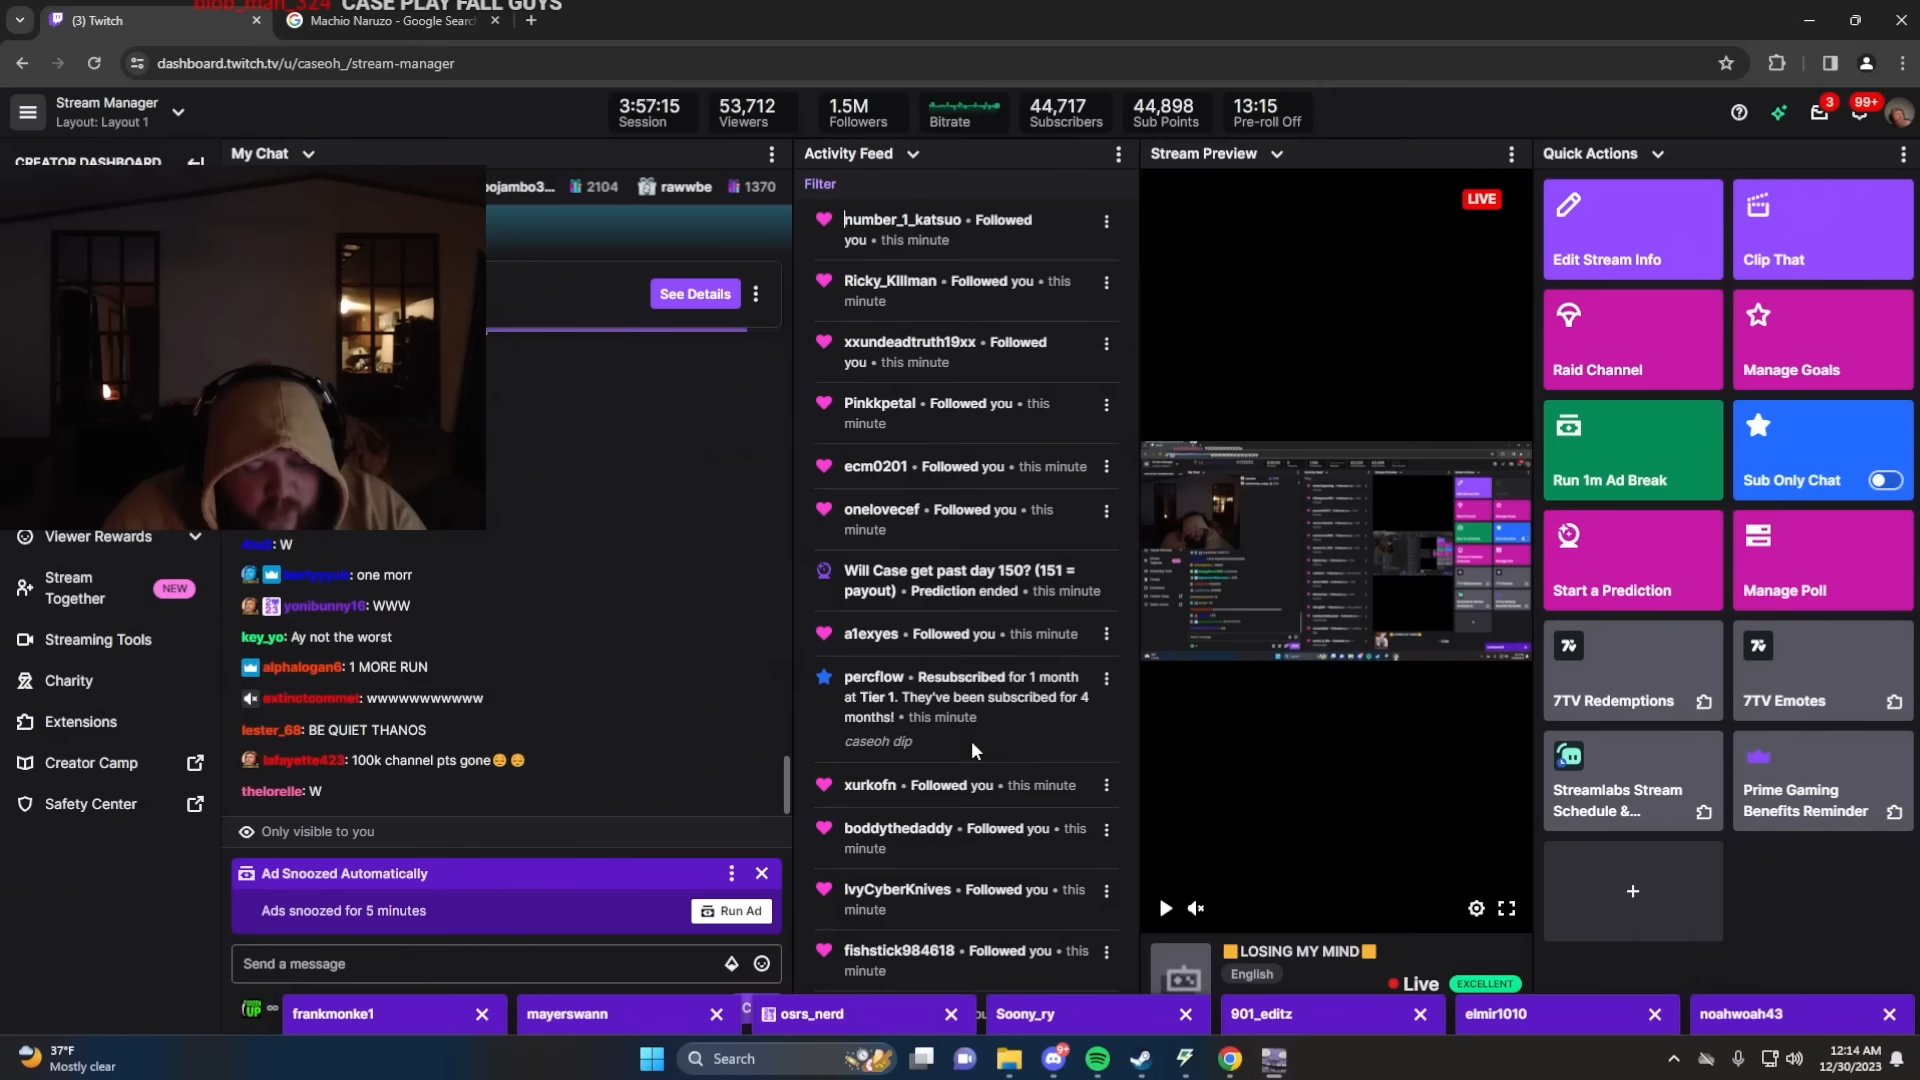 blob_man_324 CASE PLAY FALL GUYS
(3) Twitch
Machio Naruzo - Google Searc
dashboard.twitch.tv/u/caseoh_/stream-manager
Stream Manager
Layout: Layout 1
3:57:15
Session
53,712
Viewers
1.5M
Followers
Bitrate
44,717
Subscribers
44,898
Sub Points
13:15
Pre-roll Off
3
99+
CREATOR DASHBOARD
Viewer Rewards
Stream Together
NEW
Streaming Tools
Charity
Extensions
Creator Camp
Safety Center
My Chat
ojambo3... 2104 rawwbe 1370
See Details
: W
: one morr
yonibunny16: WWW
key_yo: Ay not the worst
alphalogan6: 1 MORE RUN
extinctcommet: wwwwwwwwwww
lester_68: BE QUIET THANOS
lafayette423: 100k channel pts gone😔😔
thelorelle: W
Only visible to you
Ad Snoozed Automatically
Ads snoozed for 5 minutes
Run Ad
Send a message
Activity Feed
Filter
number_1_katsuo • Followed
you • this minute
Ricky_KIllman • Followed you • this
minute
xxundeadtruth19xx • Followed
you • this minute
Pinkkpetal • Followed you • this
minute
ecm0201 • Followed you • this minute
onelovecef • Followed you • this
minute
Will Case get past day 150? (151 =
payout) • Prediction ended • this minute
a1exyes • Followed you • this minute
percflow • Resubscribed for 1 month
at Tier 1. They've been subscribed for 4
months! • this minute
caseoh dip
xurkofn • Followed you • this minute
boddythedaddy • Followed you • this
minute
IvyCyberKnives • Followed you • this
minute
fishstick984618 • Followed you • this
minute
Stream Preview
LIVE
🟨LOSING MY MIND🟨
English
Live
EXCELLENT
Quick Actions
Edit Stream Info
Clip That
Raid Channel
Manage Goals
Run 1m Ad Break
Sub Only Chat
Start a Prediction
Manage Poll
7TV Redemptions
7TV Emotes
Streamlabs Stream
Schedule &...
Prime Gaming
Benefits Reminder
frankmonke1
mayerswann
osrs_nerd
Soony_ry
901_editz
elmir1010
noahwoah43
37°F
Mostly clear
Search
9+
12:14 AM
12/30/2023